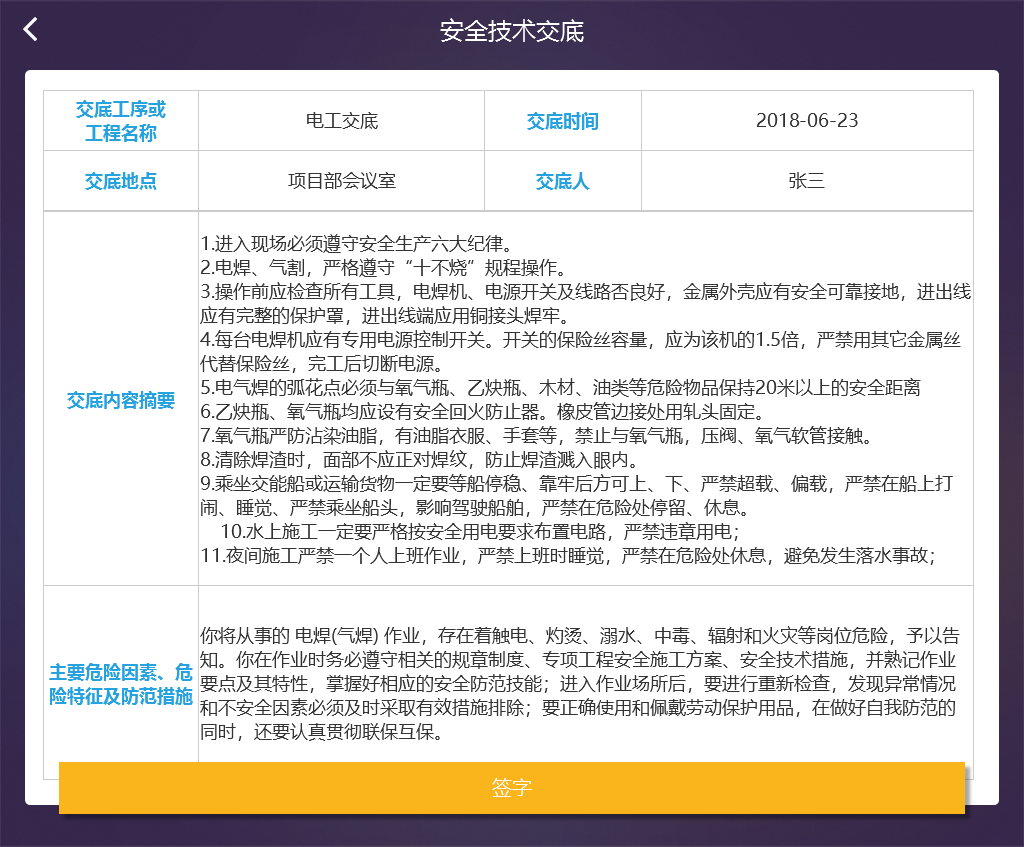 安全技术交底
交底工序或
工程名称
电工交底
交底时间
2018-06-23
交底地点
项目部会议室
交底人
张三
交底内容摘要
1.进入现场必须遵守安全生产六大纪律。
2.电焊、气割，严格遵守“十不烧”规程操作。
3.操作前应检查所有工具，电焊机、电源开关及线路否良好，金属外壳应有安全可靠接地，进出线
应有完整的保护罩，进出线端应用铜接头焊牢。
4.每台电焊机应有专用电源控制开关。开关的保险丝容量，应为该机的1.5倍，严禁用其它金属丝
代替保险丝，完工后切断电源。
5.电气焊的弧花点必须与氧气瓶、乙炔瓶、木材、油类等危险物品保持20米以上的安全距离
6.乙炔瓶、氧气瓶均应设有安全回火防止器。橡皮管边接处用轧头固定。
7.氧气瓶严防沾染油脂，有油脂衣服、手套等，禁止与氧气瓶，压阀、氧气软管接触。
8.清除焊渣时，面部不应正对焊纹，防止焊渣溅入眼内。
9.乘坐交能船或运输货物一定要等船停稳、靠牢后方可上、下、严禁超载、偏载，严禁在船上打
闹、睡觉、严禁乘坐船头，影响驾驶船舶，严禁在危险处停留、休息。
10.水上施工一定要严格按安全用电要求布置电路，严禁违章用电；
11.夜间施工严禁一个人上班作业，严禁上班时睡觉，严禁在危险处休息，避免发生落水事故；
主要危险因素、危
险特征及防范措施
你将从事的 电焊(气焊) 作业，存在着触电、灼烫、溺水、中毒、辐射和火灾等岗位危险，予以告
知。你在作业时务必遵守相关的规章制度、专项工程安全施工方案、安全技术措施，并熟记作业
要点及其特性，掌握好相应的安全防范技能；进入作业场所后，要进行重新检查，发现异常情况
和不安全因素必须及时采取有效措施排除；要正确使用和佩戴劳动保护用品，在做好自我防范的
同时，还要认真贯彻联保互保。
签字